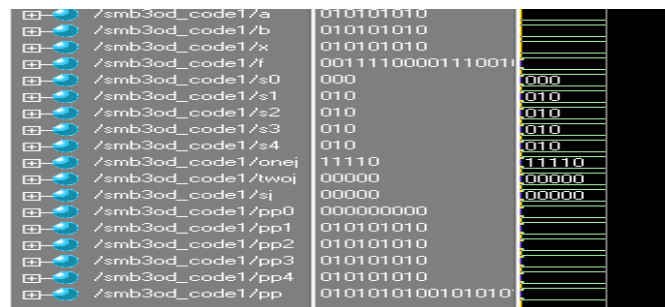 /smb3od_code1/a 010101010
/smb3od_code1/b 010101010
/smb3od_code1/x 010101010
/smb3od_code1/f 0011110000111001
/smb3od_code1/s0 000 000
/smb3od_code1/s1 010 010
/smb3od_code1/s2 010 010
/smb3od_code1/s3 010 010
/smb3od_code1/s4 010 010
/smb3od_code1/onej 11110 11110
/smb3od_code1/twoj 00000 00000
/smb3od_code1/sj 00000 00000
/smb3od_code1/pp0 000000000
/smb3od_code1/pp1 010101010
/smb3od_code1/pp2 010101010
/smb3od_code1/pp3 010101010
/smb3od_code1/pp4 010101010
/smb3od_code1/pp 0101010100101010